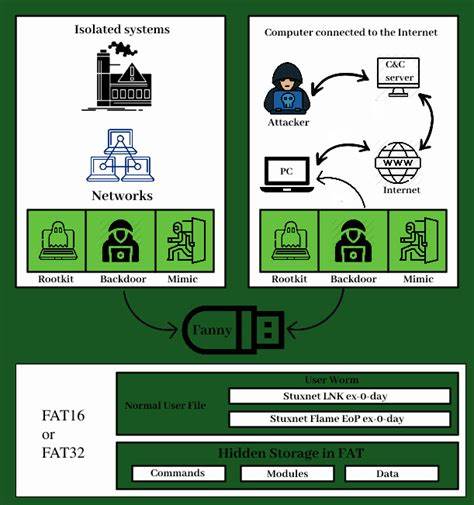 Isolated systems
Networks
Rootkit
Backdoor
Mimic
Computer connected to the Internet
C&C
server
Attacker
PC
WWW
Internet
Rootkit
Backdoor
Mimic
Fanny
FAT16
or
FAT32
Normal User File
User Worm
Stuxnet LNK ex-0-day
Stuxnet Flame EoP ex-0-day
Hidden Storage in FAT
Commands
Modules
Data